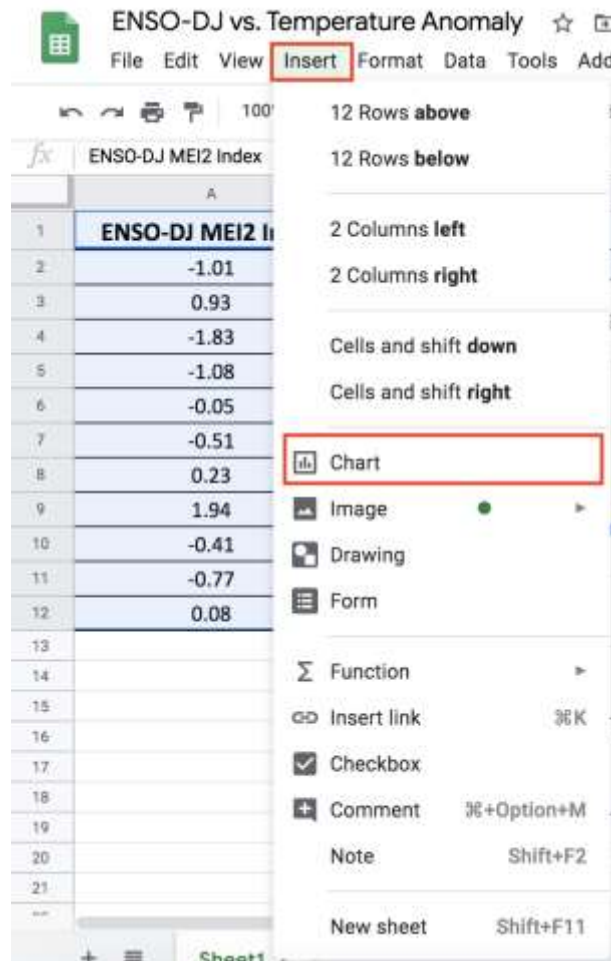 ENSO-DJ vs. Temperature Anomaly
File Edit View Insert Format Data Tools Add
100
fx ENSO-DJ MEI2 Index
A
1 ENSO-DJ MEI2 I
2 -1.01
3 0.93
4 -1.83
5 -1.08
6 -0.05
7 -0.51
8 0.23
9 1.94
10 -0.41
11 -0.77
12 0.08
13
14
15
16
17
18
19
20
21
12 Rows above
12 Rows below
2 Columns left
2 Columns right
Cells and shift down
Cells and shift right
Chart
Image
Drawing
Form
Σ Function
Insert link ⌘K
Checkbox
Comment ⌘+Option+M
Note Shift+F2
New sheet Shift+F11
Sheet1